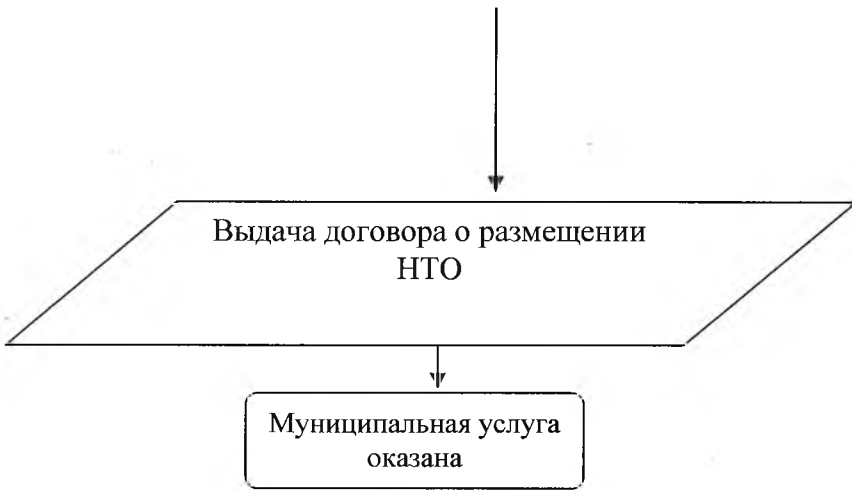 Выдача договора о размещении
НТО
Муниципальная услуга
оказана